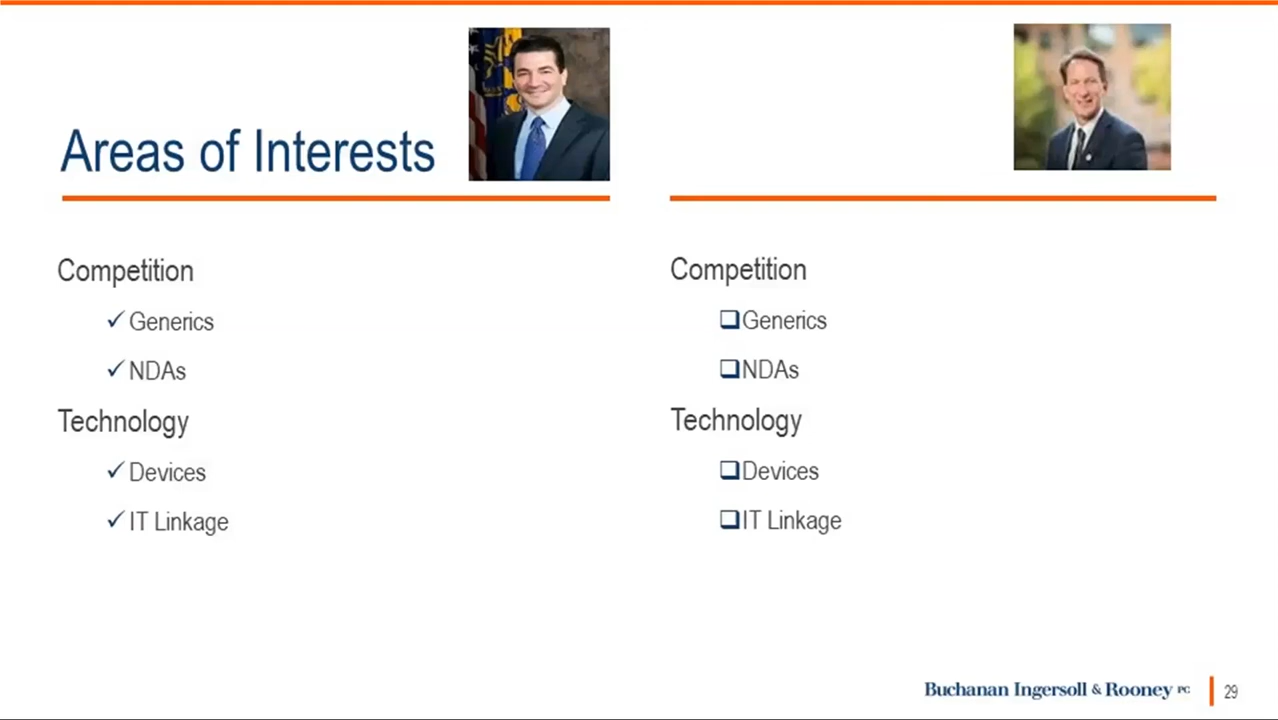 Areas of Interests
Competition
Generics
NDAs
Technology
Devices
IT Linkage
Competition
Generics
NDAs
Technology
Devices
IT Linkage
Buchanan Ingersoll & Rooney PC
29